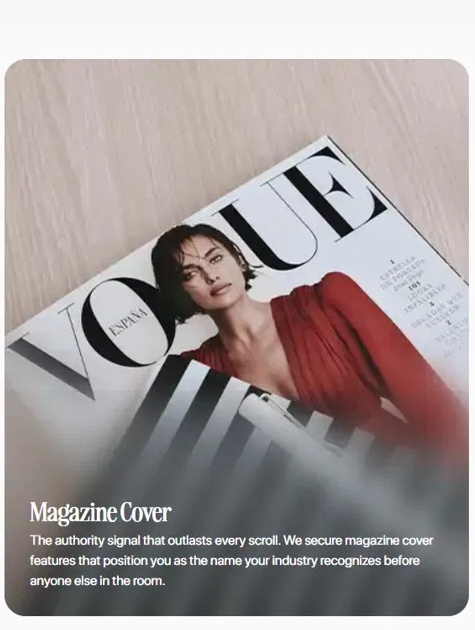 VOGUE
ESPAÑA
Magazine Cover
The authority signal that outlasts every scroll. We secure magazine cover
features that position you as the name your industry recognizes before
anyone else in the room.